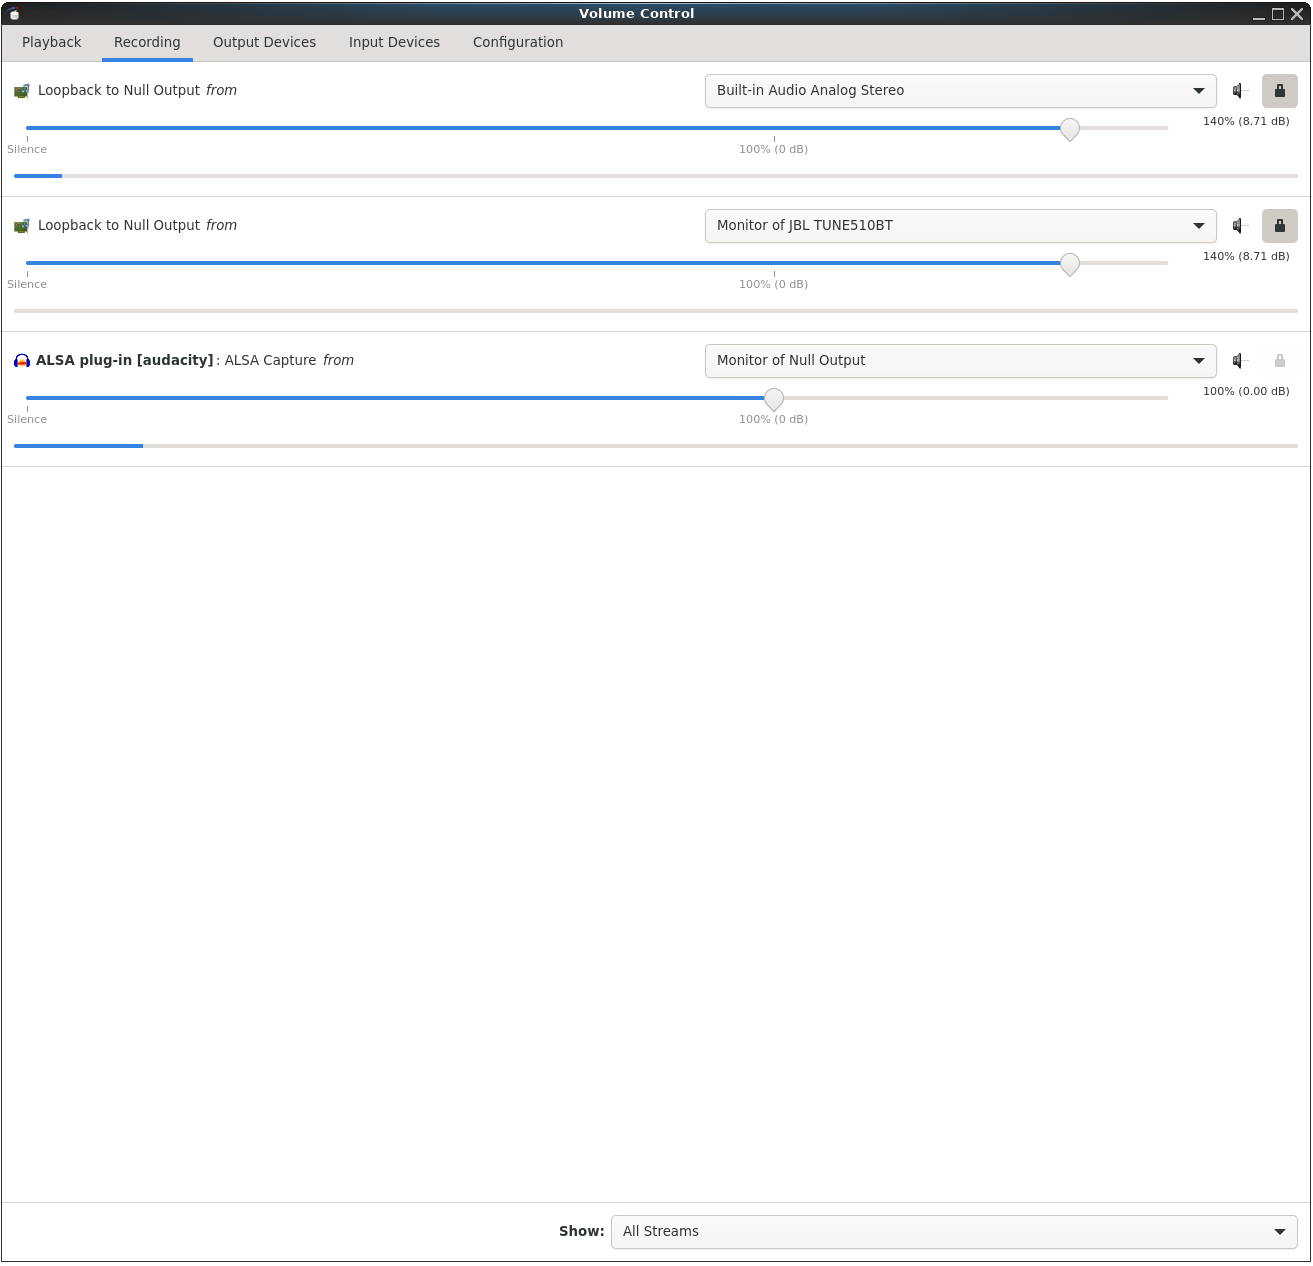 Volume Control
Playback Recording Output Devices Input Devices Configuration
Loopback to Null Output from Built-in Audio Analog Stereo
140% (8.71 dB)
Silence 100% (0 dB)
Loopback to Null Output from Monitor of JBL TUNE510BT
140% (8.71 dB)
Silence 100% (0 dB)
ALSA plug-in [audacity]: ALSA Capture from Monitor of Null Output
100% (0.00 dB)
Silence 100% (0 dB)
Show: All Streams